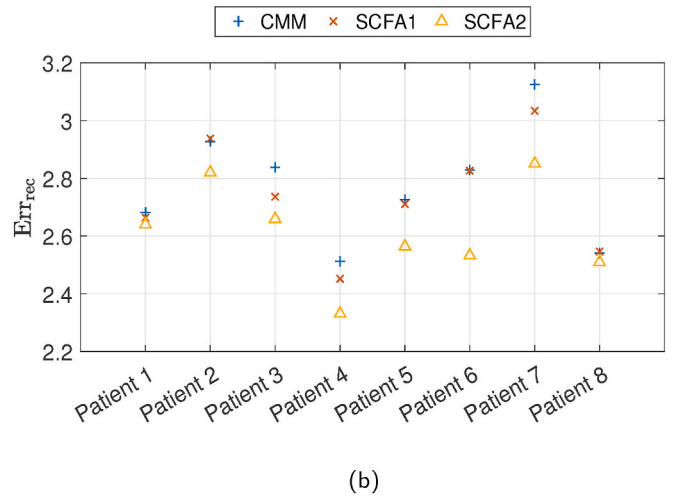 CMM SCFA1 SCFA2
Err_rec
3.2
3
2.8
2.6
2.4
2.2
Patient 1 Patient 2 Patient 3 Patient 4 Patient 5 Patient 6 Patient 7 Patient 8
(b)